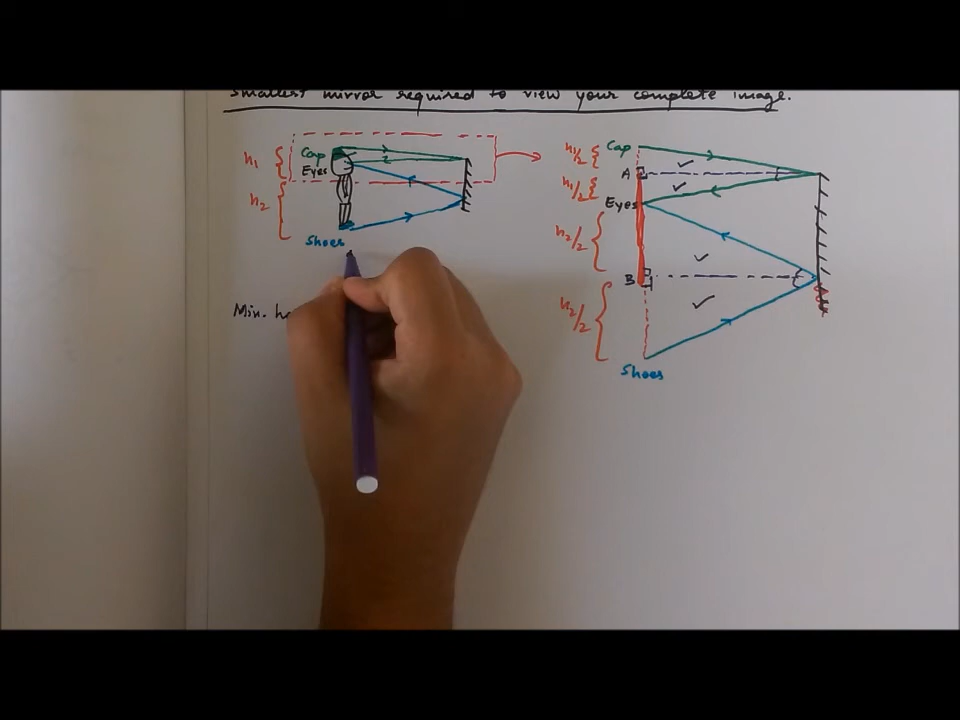 smallest mirror required to view your complete image.
h1
Cap
Eyes
h2
Shoes
Min. h
h1/2
Cap
A
h1/2
Eyes
h2/2
B
h2/2
Shoes